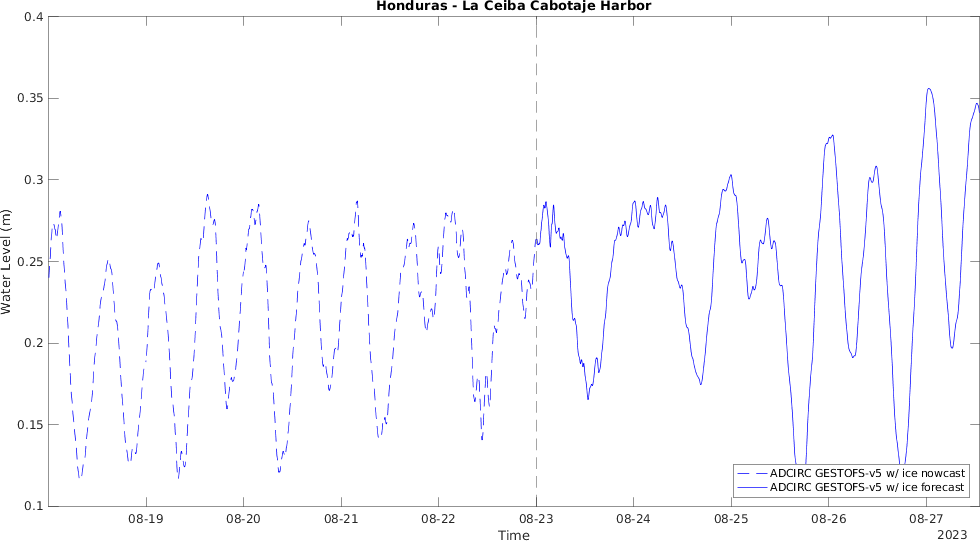 Honduras - La Ceiba Cabotaje Harbor
0.4
0.35
0.3
0.25
0.2
0.15
0.1
Water Level (m)
08-19 08-20 08-21 08-22 08-23 08-24 08-25 08-26 08-27
Time
2023
ADCIRC GESTOFS-v5 w/ ice nowcast
ADCIRC GESTOFS-v5 w/ ice forecast